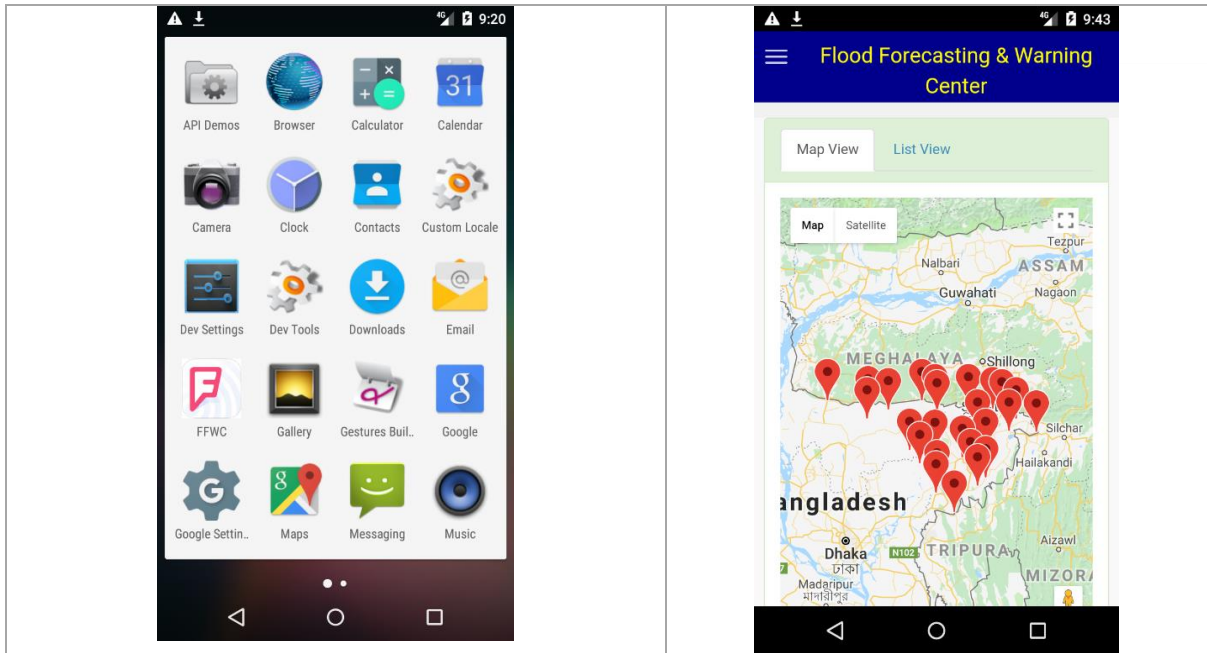 4G 9:20
API Demos Browser Calculator Calendar
31
Camera Clock Contacts Custom Locale
Dev Settings Dev Tools Downloads Email
FFWC Gallery Gestures Buil.. Google
Google Settin.. Maps Messaging Music
4G 9:43
Flood Forecasting & Warning
Center
Map View List View
Map Satellite
Tezpur
Nalbari
ASSAM
Guwahati Nagaon
MEGHALAYA Shillong
Silchar
Hailakandi
angladesh
Dhaka N102 TRIPURA Aizawl
ঢাকা
MIZORA
Madaripur
মাদারীপুর